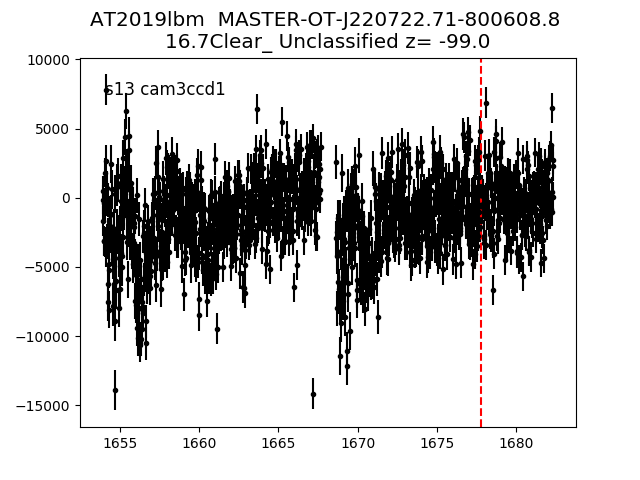 AT2019lbm  MASTER-OT-J220722.71-800608.8
16.7Clear_ Unclassified z= -99.0
10000
s13 cam3ccd1
5000
0
−5000
−10000
−15000
1655 1660 1665 1670 1675 1680